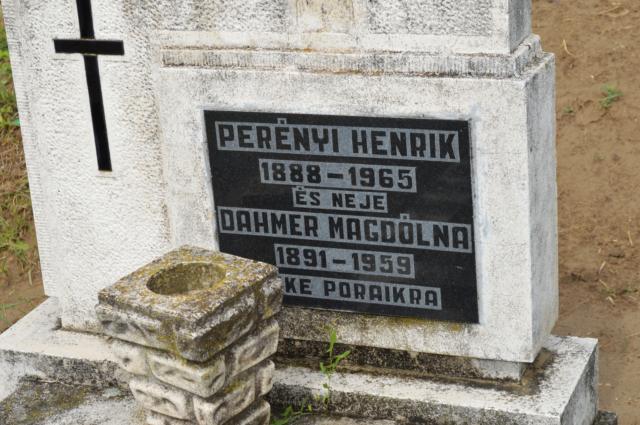 PERÉNYI HENRIK
1888-1965
ÉS NEJE
DAHMER MAGDÓLNA
1891-1959
KE PORAIKRA